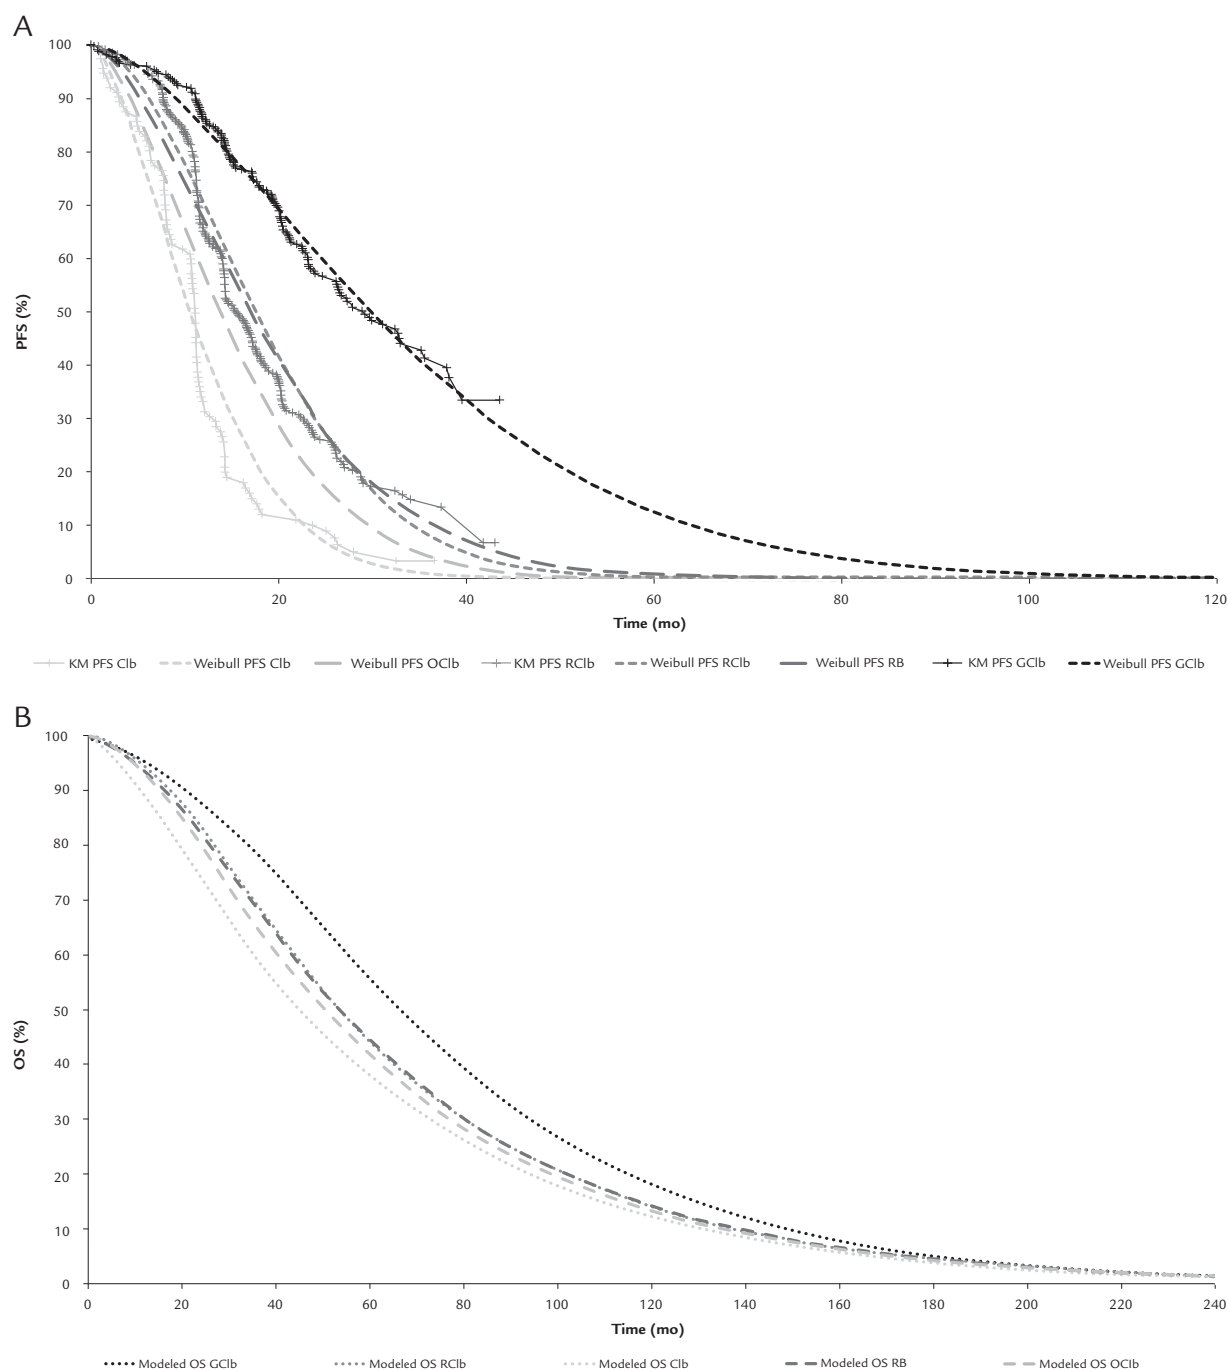 A
100
90
80
70
60
50
40
30
20
10
0
PFS (%)
0 20 40 60 80 100 120
Time (mo)
KM PFS Clb Weibull PFS Clb Weibull PFS OClb KM PFS RClb Weibull PFS RClb Weibull PFS RB KM PFS GClb Weibull PFS GClb
B
100
90
80
70
60
50
40
30
20
10
0
OS (%)
0 20 40 60 80 100 120 140 160 180 200 220 240
Time (mo)
Modeled OS GClb Modeled OS RClb Modeled OS Clb Modeled OS RB Modeled OS OClb